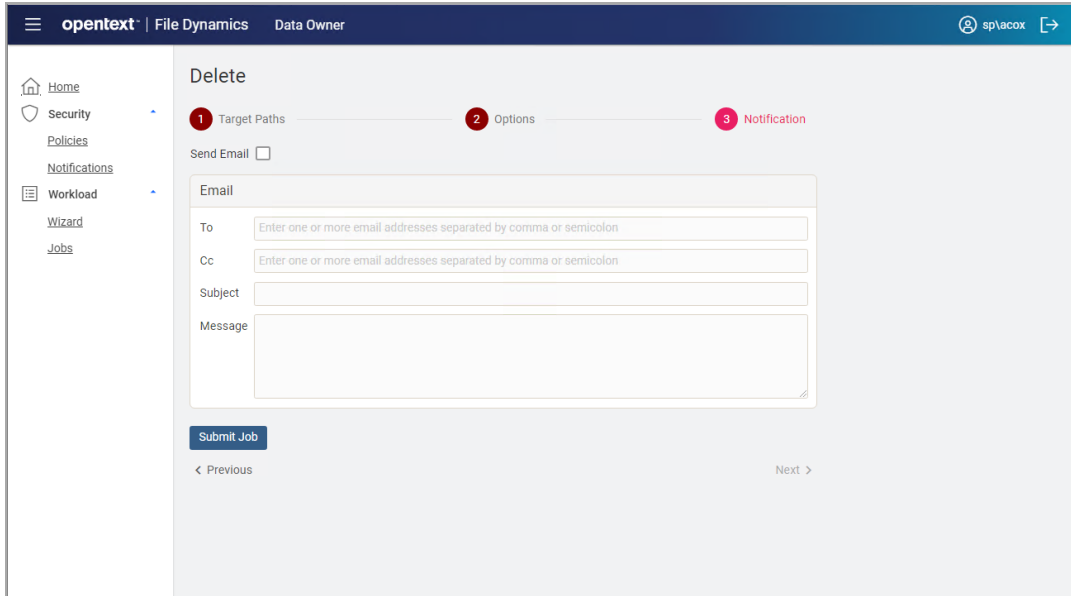 opentext™ | File Dynamics Data Owner sp\acox
Home
Security
Policies
Notifications
Workload
Wizard
Jobs
Delete
1 Target Paths 2 Options 3 Notification
Send Email
Email
To Enter one or more email addresses separated by comma or semicolon
Cc Enter one or more email addresses separated by comma or semicolon
Subject
Message
Submit Job
Previous Next